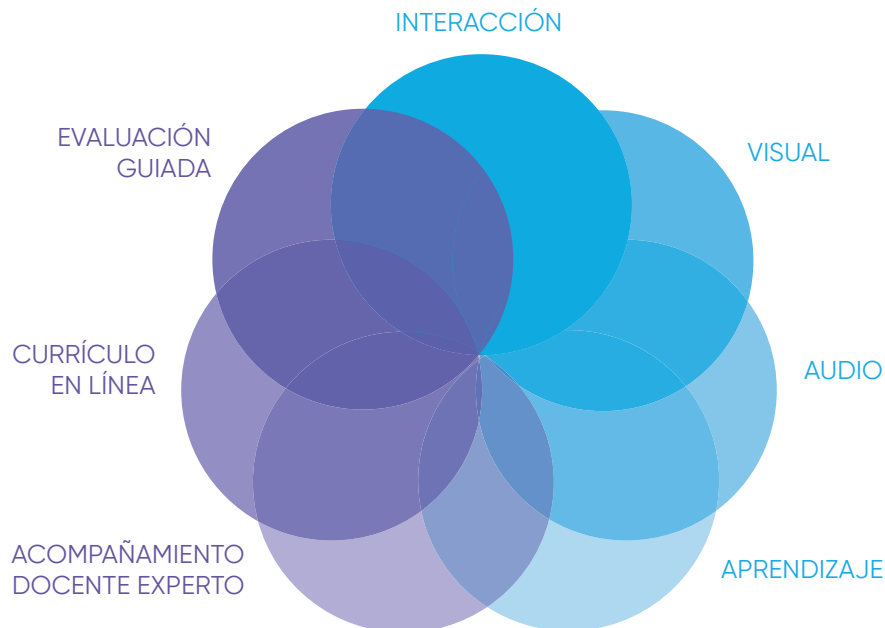 INTERACCIÓN
EVALUACIÓN
GUIADA
VISUAL
CURRÍCULO
EN LÍNEA
AUDIO
ACOMPAÑAMIENTO
DOCENTE EXPERTO
APRENDIZAJE